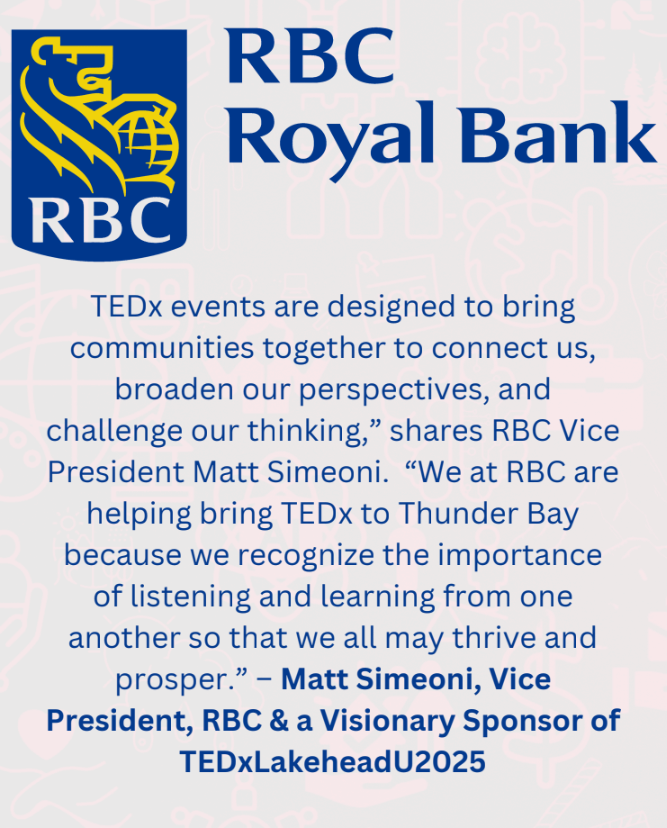 RBC
Royal Bank
RBC
TEDx events are designed to bring
communities together to connect us,
broaden our perspectives, and
challenge our thinking,” shares RBC Vice
President Matt Simeoni.  “We at RBC are
helping bring TEDx to Thunder Bay
because we recognize the importance
of listening and learning from one
another so that we all may thrive and
prosper.” – Matt Simeoni, Vice
President, RBC & a Visionary Sponsor of
TEDxLakeheadU2025